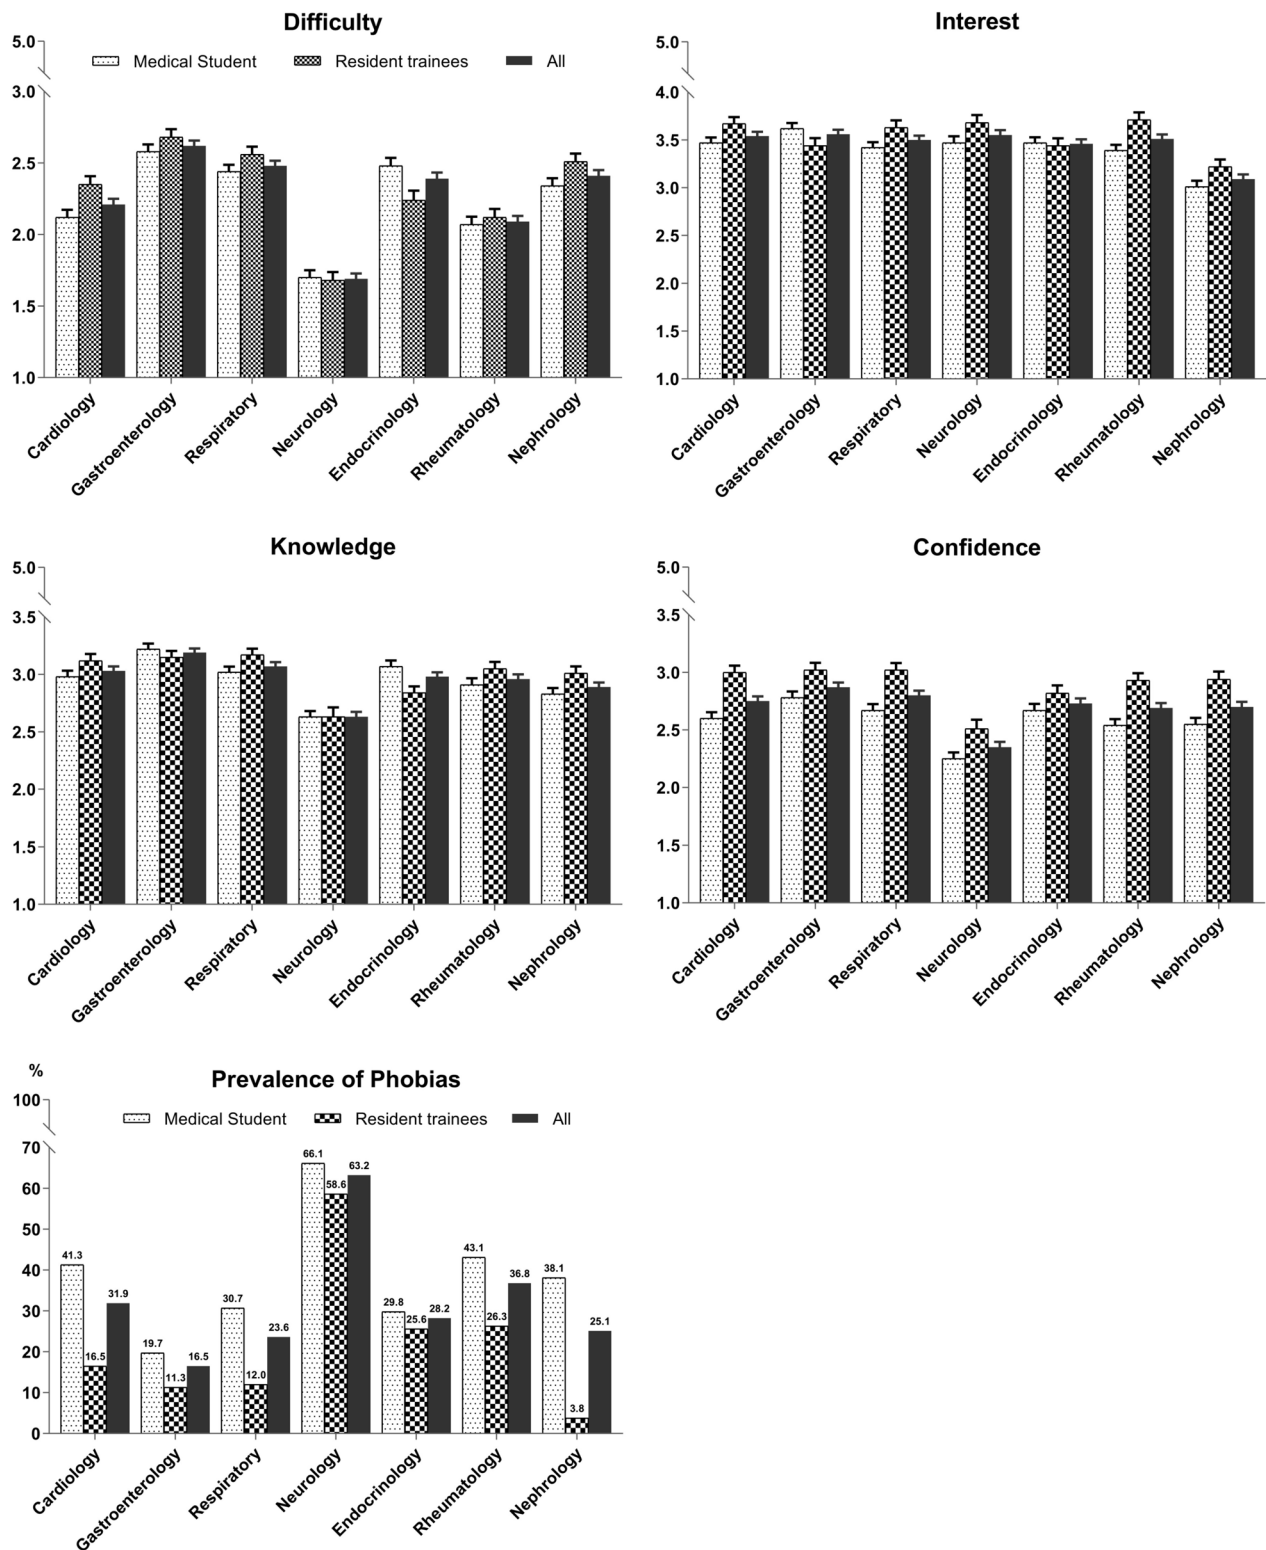 Difficulty
5.0
Medical Student Resident trainees All
3.0
2.5
2.0
1.5
1.0
Cardiology
Gastroenterology
Respiratory
Neurology
Endocrinology
Rheumatology
Nephrology
Interest
5.0
4.0
3.5
3.0
2.5
2.0
1.5
1.0
Cardiology
Gastroenterology
Respiratory
Neurology
Endocrinology
Rheumatology
Nephrology
Knowledge
5.0
3.5
3.0
2.5
2.0
1.5
1.0
Cardiology
Gastroenterology
Respiratory
Neurology
Endocrinology
Rheumatology
Nephrology
Confidence
5.0
3.5
3.0
2.5
2.0
1.5
1.0
Cardiology
Gastroenterology
Respiratory
Neurology
Endocrinology
Rheumatology
Nephrology
%
Prevalence of Phobias
100
Medical Student Resident trainees All
70
60
50
40
30
20
10
0
41.3
16.5
31.9
19.7
11.3
16.5
30.7
12.0
23.6
66.1
58.6
63.2
29.8
25.6
28.2
43.1
26.3
36.8
38.1
3.8
25.1
Cardiology
Gastroenterology
Respiratory
Neurology
Endocrinology
Rheumatology
Nephrology